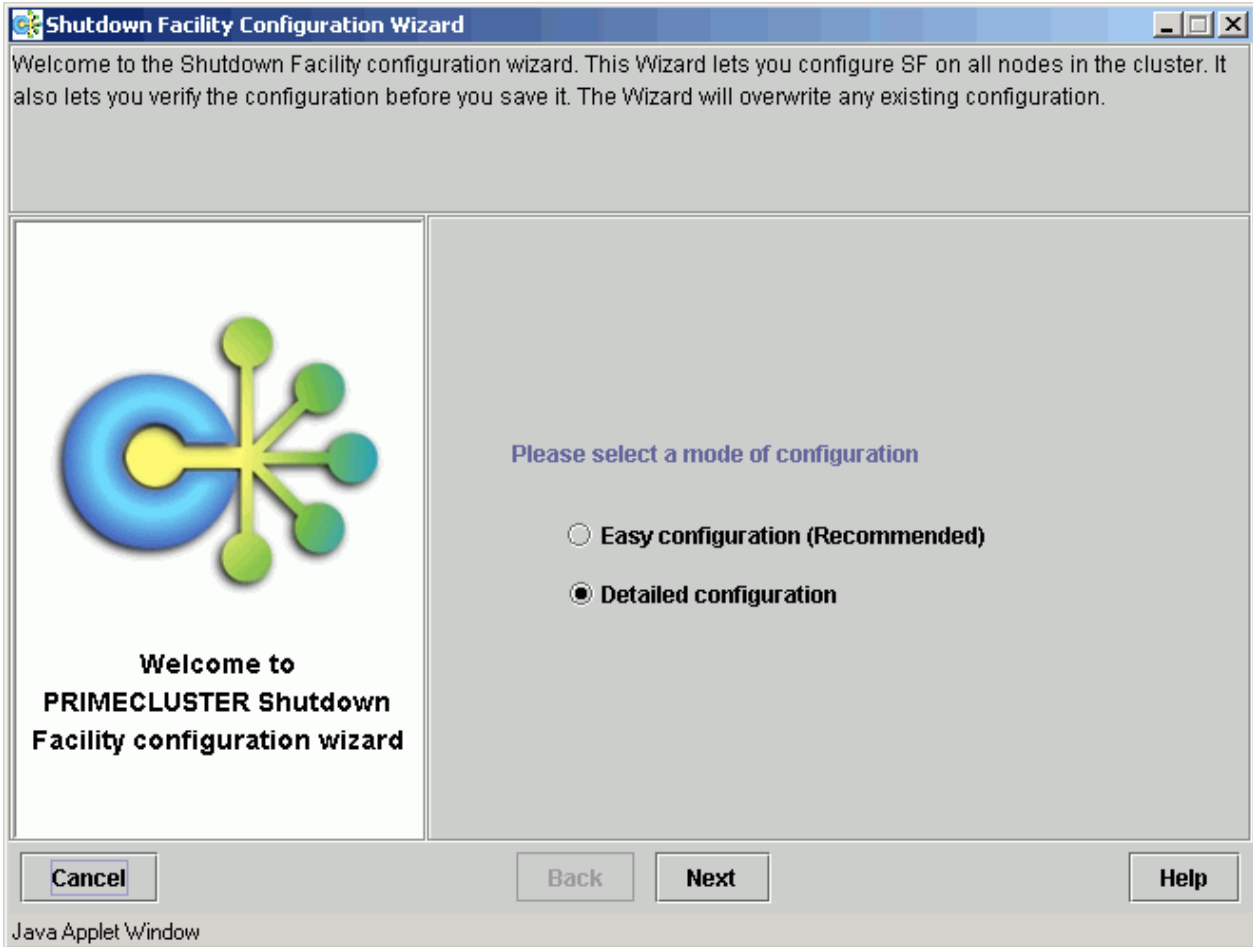 Shutdown Facility Configuration Wizard
Welcome to the Shutdown Facility configuration wizard. This Wizard lets you configure SF on all nodes in the cluster. It
also lets you verify the configuration before you save it. The Wizard will overwrite any existing configuration.
Please select a mode of configuration
Easy configuration (Recommended)
Detailed configuration
Welcome to
PRIMECLUSTER Shutdown
Facility configuration wizard
Cancel
Back
Next
Help
Java Applet Window